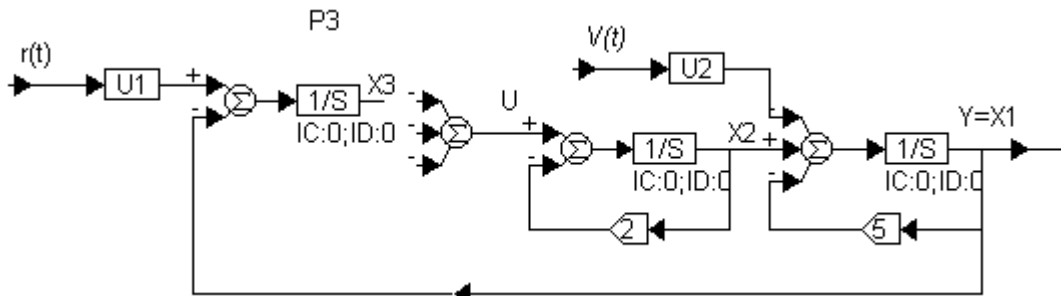 P3
r(t)
V(t)
U1
+
-
Σ
1/S
X3
IC:0;ID:0
-
-
-
Σ
U
+
-
Σ
1/S
IC:0;ID:0
X2
2
U2
-
+
-
Σ
1/S
IC:0;ID:0
Y=X1
5